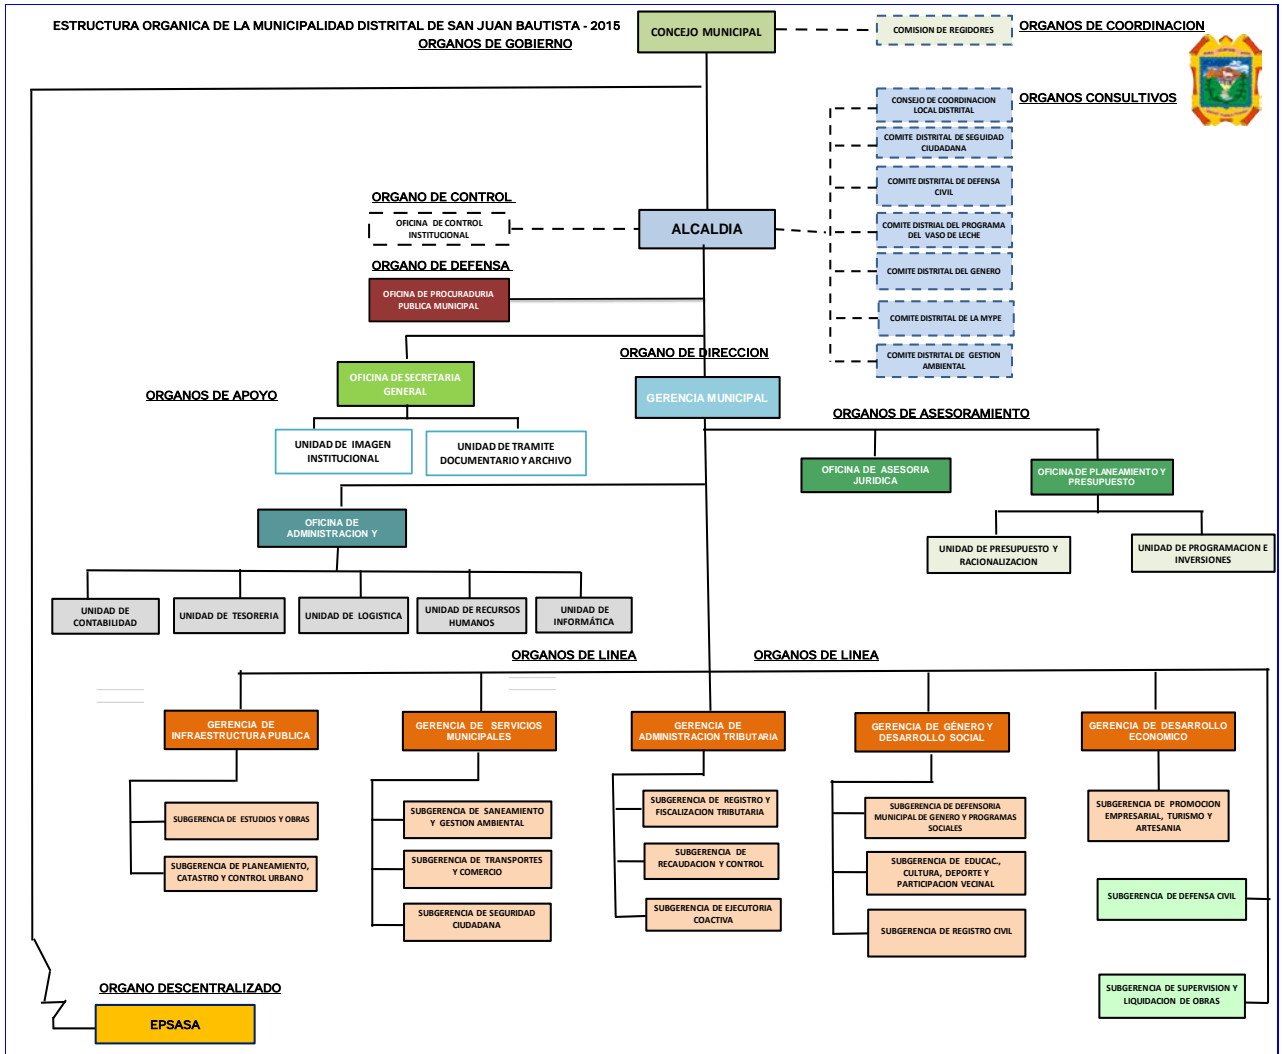 ESTRUCTURA ORGANICA DE LA MUNICIPALIDAD DISTRITAL DE SAN JUAN BAUTISTA - 2015
ORGANOS DE GOBIERNO
CONCEJO MUNICIPAL
COMISION DE REGIDORES
ORGANOS DE COORDINACION
CONSEJO DE COORDINACION
LOCAL DISTRITAL
ORGANOS CONSULTIVOS
COMITE DISTRITAL DE SEGUIDAD
CIUDADANA
COMITE DISTRITAL DE DEFENSA
CIVIL
COMITE DISTRIAL DEL PROGRAMA
DEL VASO DE LECHE
COMITE DISTRITAL DEL GENERO
COMITE DISTRITAL DE LA MYPE
COMITE DISTRITAL DE GESTION
AMBIENTAL
ORGANO DE CONTROL
OFICINA DE CONTROL
INSTITUCIONAL
ALCALDIA
ORGANO DE DEFENSA
OFICINA DE PROCURADURIA
PUBLICA MUNICIPAL
ORGANO DE DIRECCION
OFICINA DE SECRETARIA
GENERAL
GERENCIA MUNICIPAL
ORGANOS DE APOYO
UNIDAD DE IMAGEN
INSTITUCIONAL
UNIDAD DE TRAMITE
DOCUMENTARIO Y ARCHIVO
ORGANOS DE ASESORAMIENTO
OFICINA DE ASESORIA
JURIDICA
OFICINA DE PLANEAMIENTO Y
PRESUPUESTO
UNIDAD DE PRESUPUESTO Y
RACIONALIZACION
UNIDAD DE PROGRAMACION E
INVERSIONES
OFICINA DE
ADMINISTRACION Y
UNIDAD DE
CONTABILIDAD
UNIDAD DE TESORERIA
UNIDAD DE LOGISTICA
UNIDAD DE RECURSOS
HUMANOS
UNIDAD DE
INFORMÁTICA
ORGANOS DE LINEA
ORGANOS DE LINEA
GERENCIA DE
INFRAESTRUCTURA PUBLICA
GERENCIA DE SERVICIOS
MUNICIPALES
GERENCIA DE
ADMINISTRACION TRIBUTARIA
GERENCIA DE GÉNERO Y
DESARROLLO SOCIAL
GERENCIA DE DESARROLLO
ECONOMICO
SUBGERENCIA DE ESTUDIOS Y OBRAS
SUBGERENCIA DE PLANEAMIENTO,
CATASTRO Y CONTROL URBANO
SUBGERENCIA DE SANEAMIENTO
Y GESTION AMBIENTAL
SUBGERENCIA DE TRANSPORTES
Y COMERCIO
SUBGERENCIA DE SEGURIDAD
CIUDADANA
SUBGERENCIA DE REGISTRO Y
FISCALIZACION TRIBUTARIA
SUBGERENCIA DE
RECAUDACION Y CONTROL
SUBGERENCIA DE EJECUTORIA
COACTIVA
SUBGERENCIA DE DEFENSORIA
MUNICIPAL DE GENERO Y PROGRAMAS
SOCIALES
SUBGERENCIA DE EDUCAC.,
CULTURA, DEPORTE Y
PARTICIPACION VECINAL
SUBGERENCIA DE REGISTRO CIVIL
SUBGERENCIA DE PROMOCION
EMPRESARIAL, TURISMO Y
ARTESANIA
SUBGERENCIA DE DEFENSA CIVIL
SUBGERENCIA DE SUPERVISION Y
LIQUIDACION DE OBRAS
ORGANO DESCENTRALIZADO
EPSASA